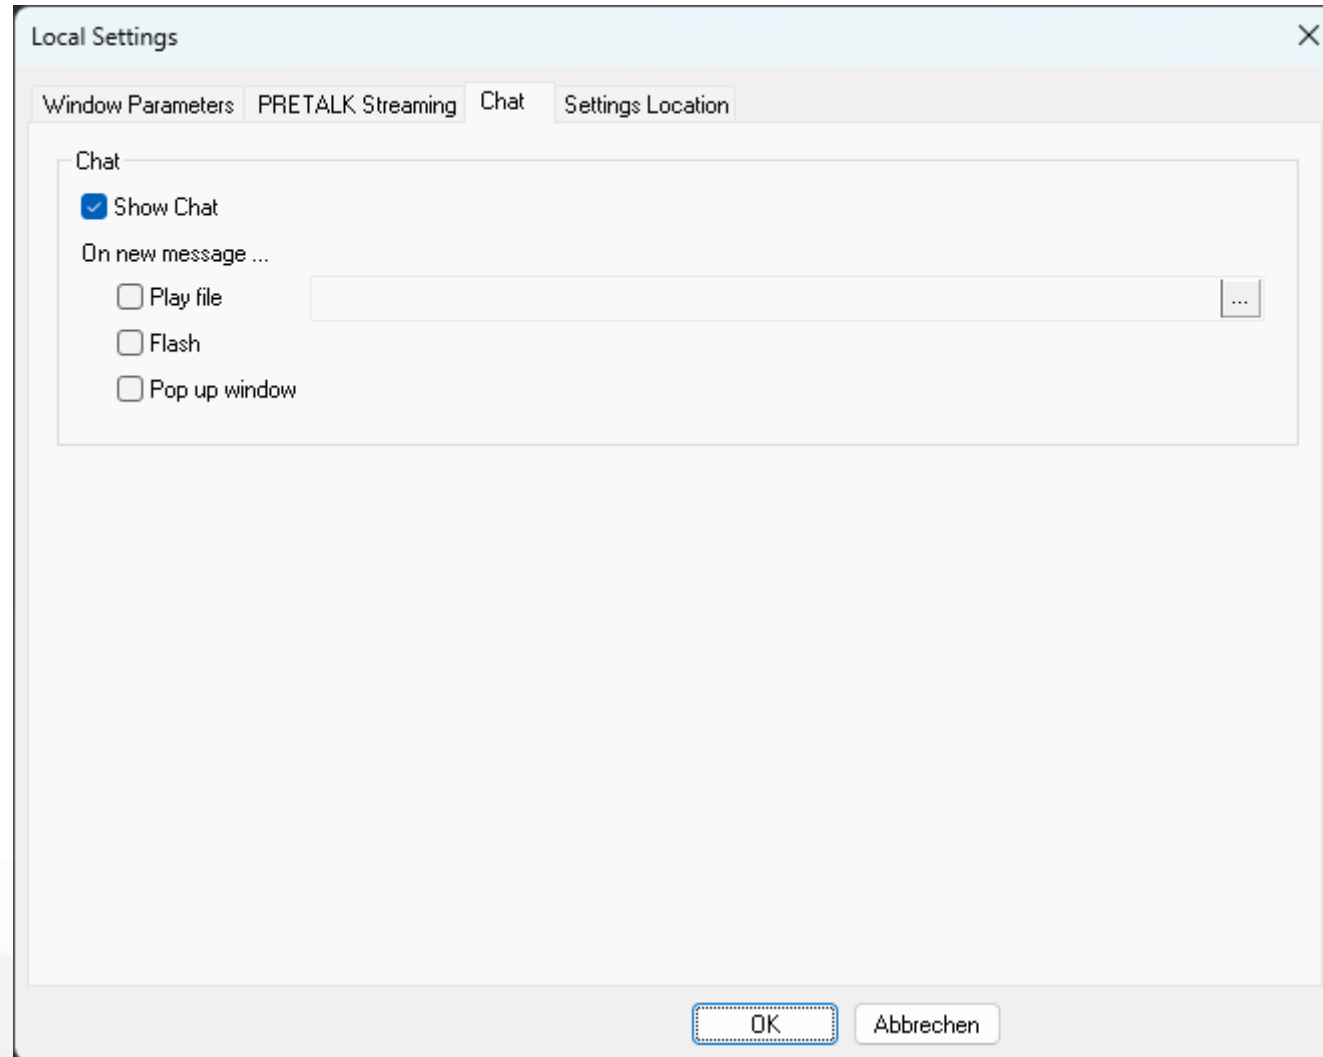 Local Settings
Window Parameters PRETALK Streaming Chat Settings Location
Chat
Show Chat
On new message ...
Play file ...
Flash
Pop up window
OK Abbrechen